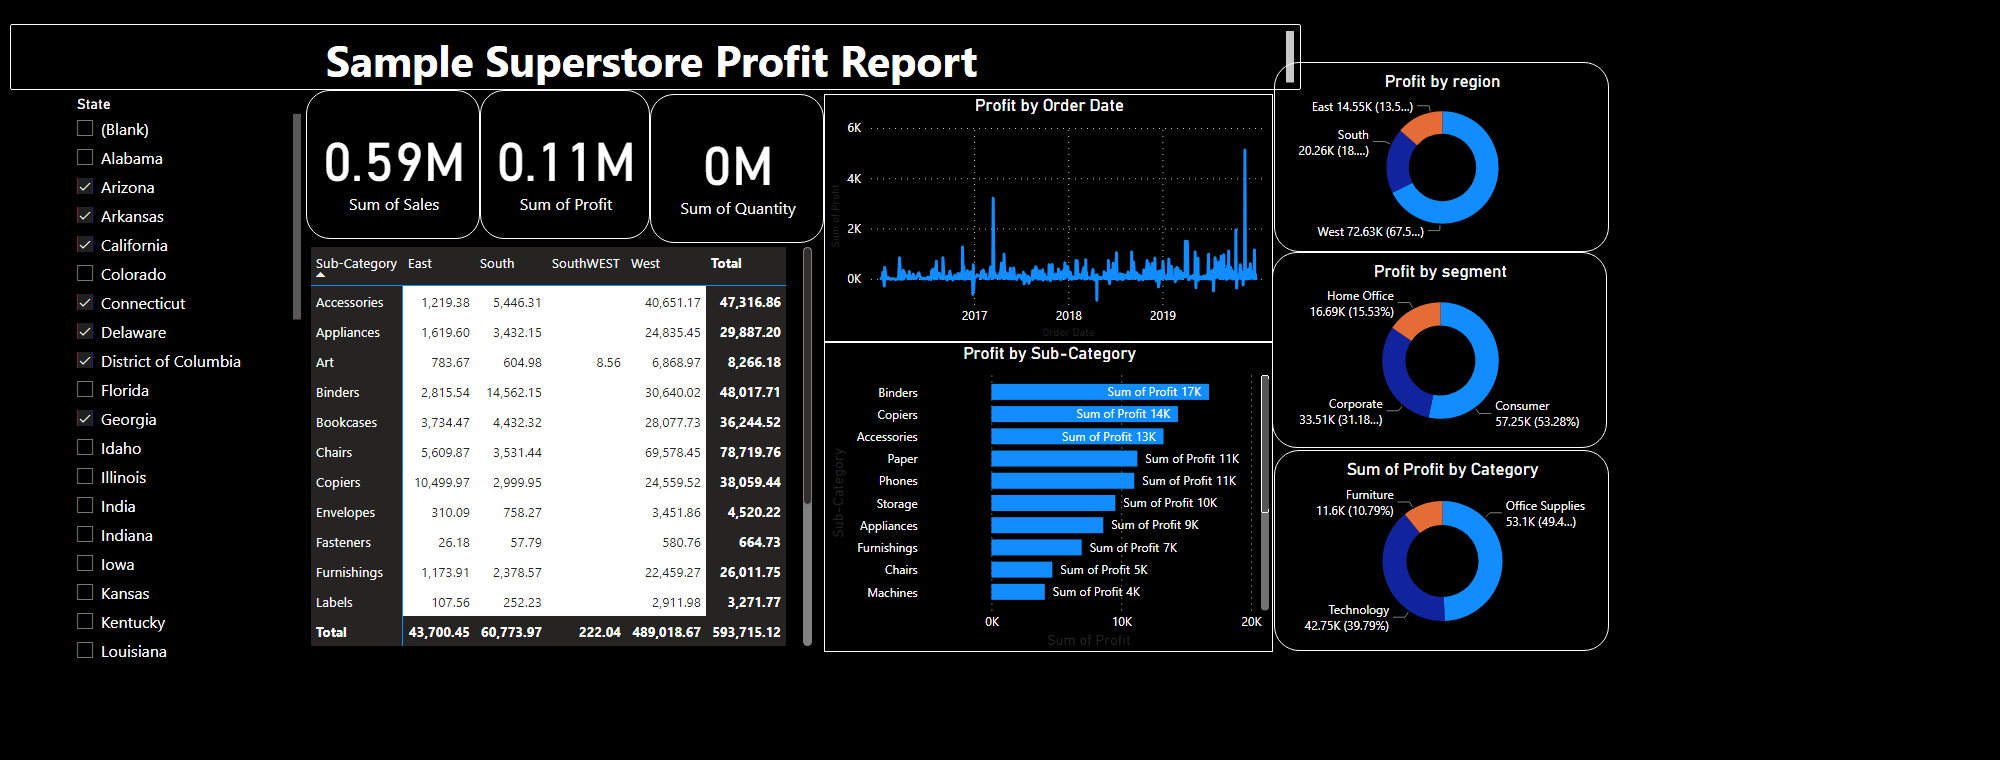 Sample Superstore Profit Report
State
(Blank)
Alabama
Arizona
Arkansas
California
Colorado
Connecticut
Delaware
District of Columbia
Florida
Georgia
Idaho
Illinois
India
Indiana
Iowa
Kansas
Kentucky
Louisiana
0.59M
Sum of Sales
0.11M
Sum of Profit
0M
Sum of Quantity
Sub-Category East South SouthWEST West Total
Accessories 1,219.38 5,446.31 40,651.17 47,316.86
Appliances 1,619.60 3,432.15 24,835.45 29,887.20
Art 783.67 604.98 8.56 6,868.97 8,266.18
Binders 2,815.54 14,562.15 30,640.02 48,017.71
Bookcases 3,734.47 4,432.32 28,077.73 36,244.52
Chairs 5,609.87 3,531.44 69,578.45 78,719.76
Copiers 10,499.97 2,999.95 24,559.52 38,059.44
Envelopes 310.09 758.27 3,451.86 4,520.22
Fasteners 26.18 57.79 580.76 664.73
Furnishings 1,173.91 2,378.57 22,459.27 26,011.75
Labels 107.56 252.23 2,911.98 3,271.77
Total 43,700.45 60,773.97 222.04 489,018.67 593,715.12
Profit by Order Date
Sum of Profit
6K
4K
2K
0K
2017 2018 2019
Order Date
Profit by Sub-Category
Sub-Category
Binders Sum of Profit 17K
Copiers Sum of Profit 14K
Accessories Sum of Profit 13K
Paper Sum of Profit 11K
Phones Sum of Profit 11K
Storage Sum of Profit 10K
Appliances Sum of Profit 9K
Furnishings Sum of Profit 7K
Chairs Sum of Profit 5K
Machines Sum of Profit 4K
0K 10K 20K
Sum of Profit
Profit by region
East 14.55K (13.5...)
South
20.26K (18....)
West 72.63K (67.5...)
Profit by segment
Home Office
16.69K (15.53%)
Corporate
33.51K (31.18...)
Consumer
57.25K (53.28%)
Sum of Profit by Category
Furniture
11.6K (10.79%)
Office Supplies
53.1K (49.4...)
Technology
42.75K (39.79%)